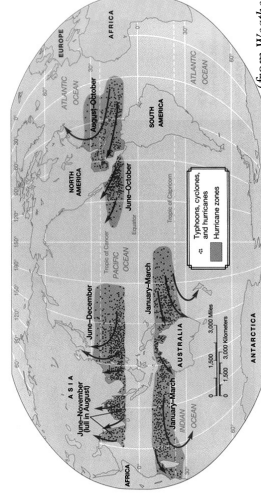 EUROPE
AFRICA
ATLANTIC
OCEAN
August–October
NORTH
AMERICA
ATLANTIC
OCEAN
SOUTH
AMERICA
June–October
Equator
Tropic of Capricorn
Tropic of Cancer
PACIFIC
OCEAN
June–December
January–March
ASIA
June–November
(lull in August)
AUSTRALIA
January–March
INDIAN
OCEAN
AFRICA
ANTARCTICA
Typhoons, cyclones,
and hurricanes
Hurricane zones
0 1,500 3,000 Miles
0 1,500 3,000 Kilometers